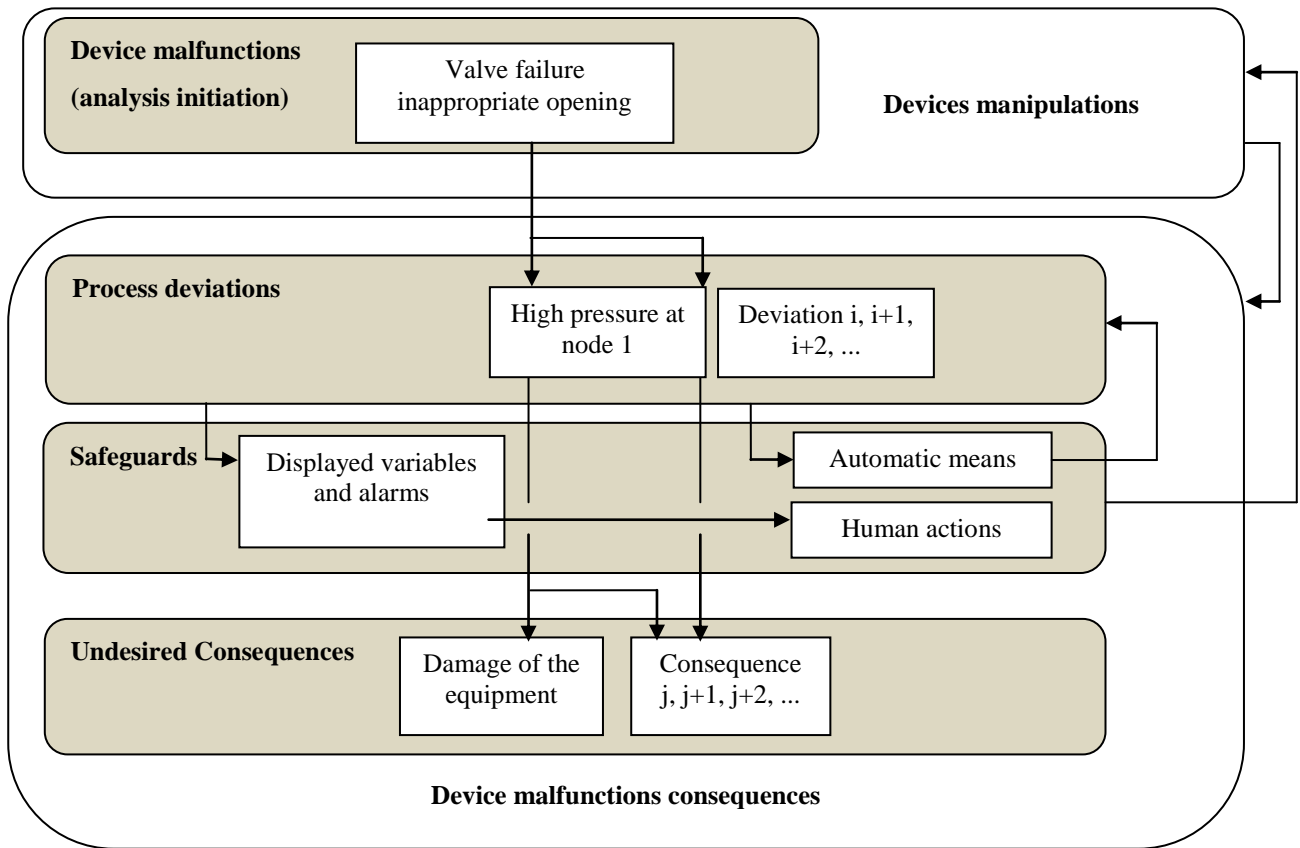 Device malfunctions
(analysis initiation)
Valve failure
inappropriate opening
Devices manipulations
Process deviations
High pressure at
node 1
Deviation i, i+1,
i+2, ...
Safeguards
Displayed variables
and alarms
Automatic means
Human actions
Undesired Consequences
Damage of the
equipment
Consequence
j, j+1, j+2, ...
Device malfunctions consequences